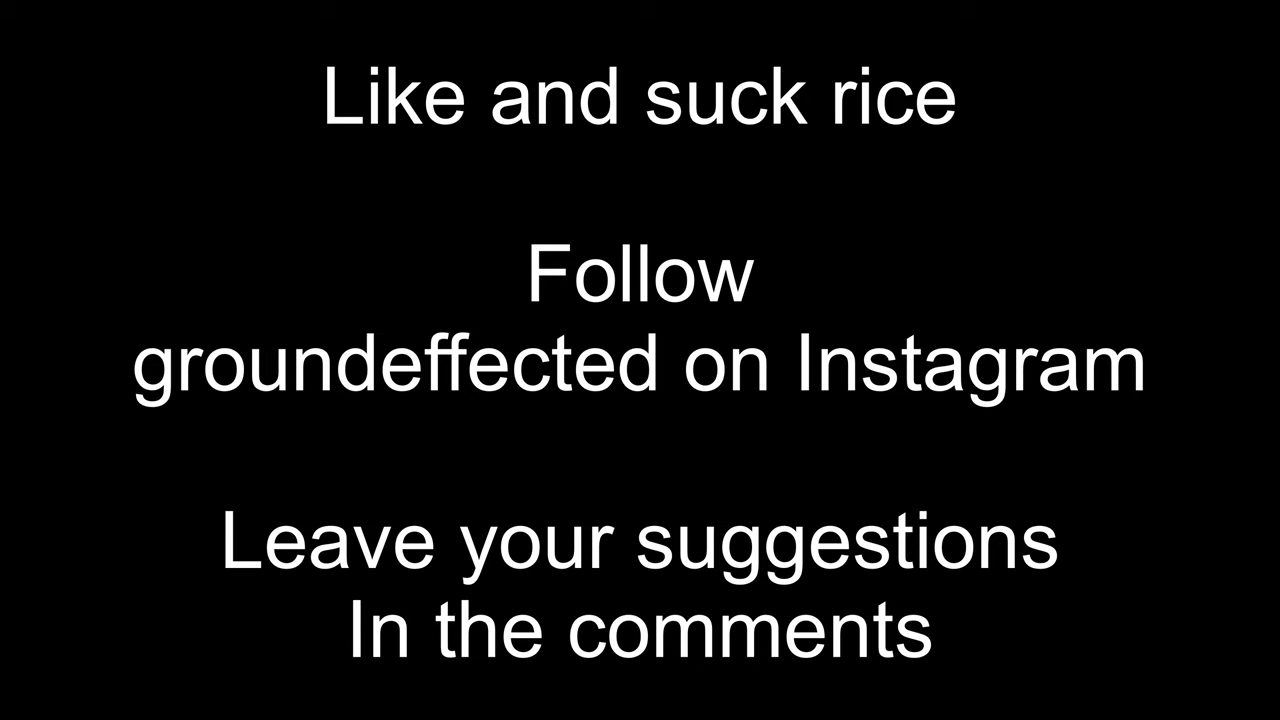 Like and suck rice
Follow
groundeffected on Instagram
Leave your suggestions
In the comments